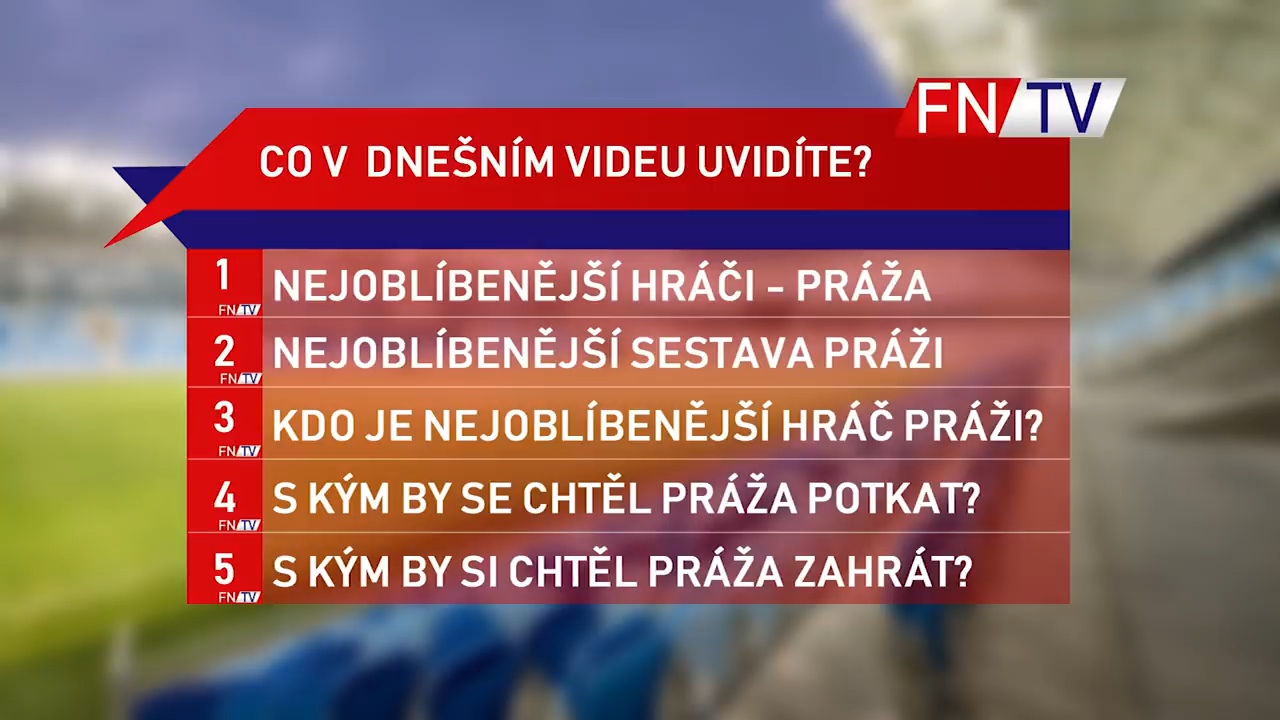 FN/TV
CO V DNEŠNÍM VIDEU UVIDÍTE?
1 NEJOBLÍBENĚJŠÍ HRÁČI - PRÁŽA
FN/TV
2 NEJOBLÍBENĚJŠÍ SESTAVA PRÁŽI
FN/TV
3 KDO JE NEJOBLÍBENĚJŠÍ HRÁČ PRÁŽI?
FN/TV
4 S KÝM BY SE CHTĚL PRÁŽA POTKAT?
FN/TV
5 S KÝM BY SI CHTĚL PRÁŽA ZAHRÁT?
FN/TV